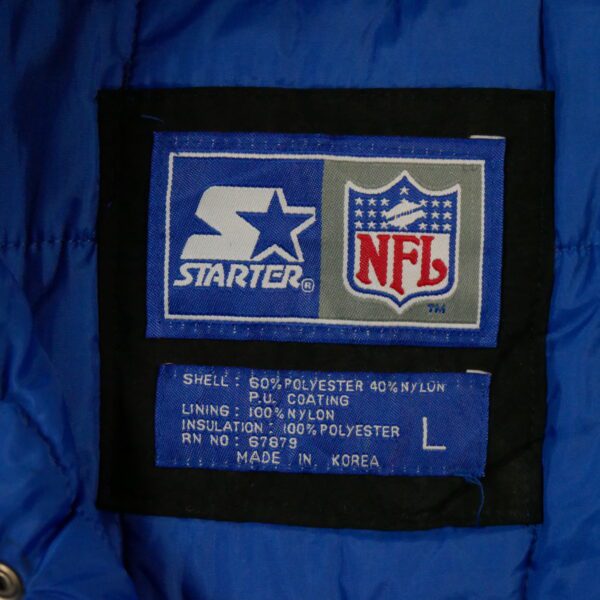 STARTER®
NFL
TM
SHELL : 60% POLYESTER 40% NYLON
P.U. COATING
LINING : 100% NYLON
INSULATION : 100% POLYESTER
RN NO : 67879
MADE IN KOREA
L